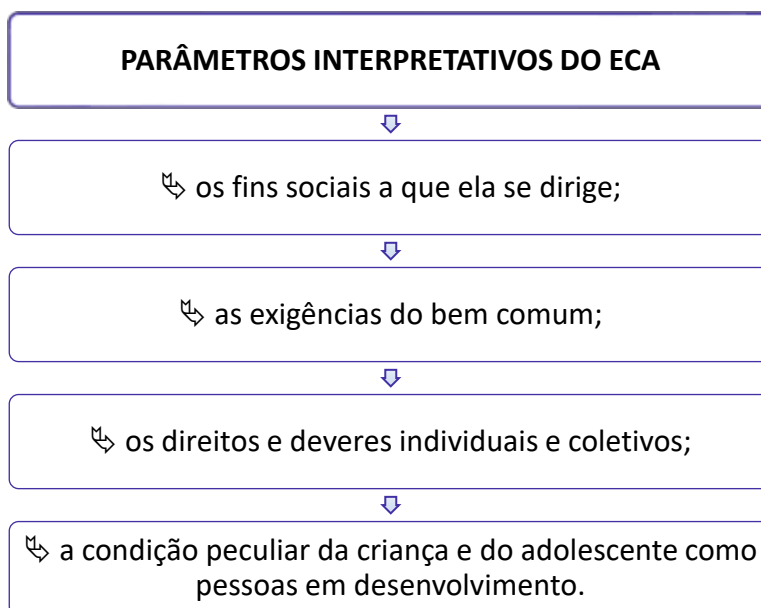 PARÂMETROS INTERPRETATIVOS DO ECA
↳ os fins sociais a que ela se dirige;
↳ as exigências do bem comum;
↳ os direitos e deveres individuais e coletivos;
↳ a condição peculiar da criança e do adolescente como
pessoas em desenvolvimento.